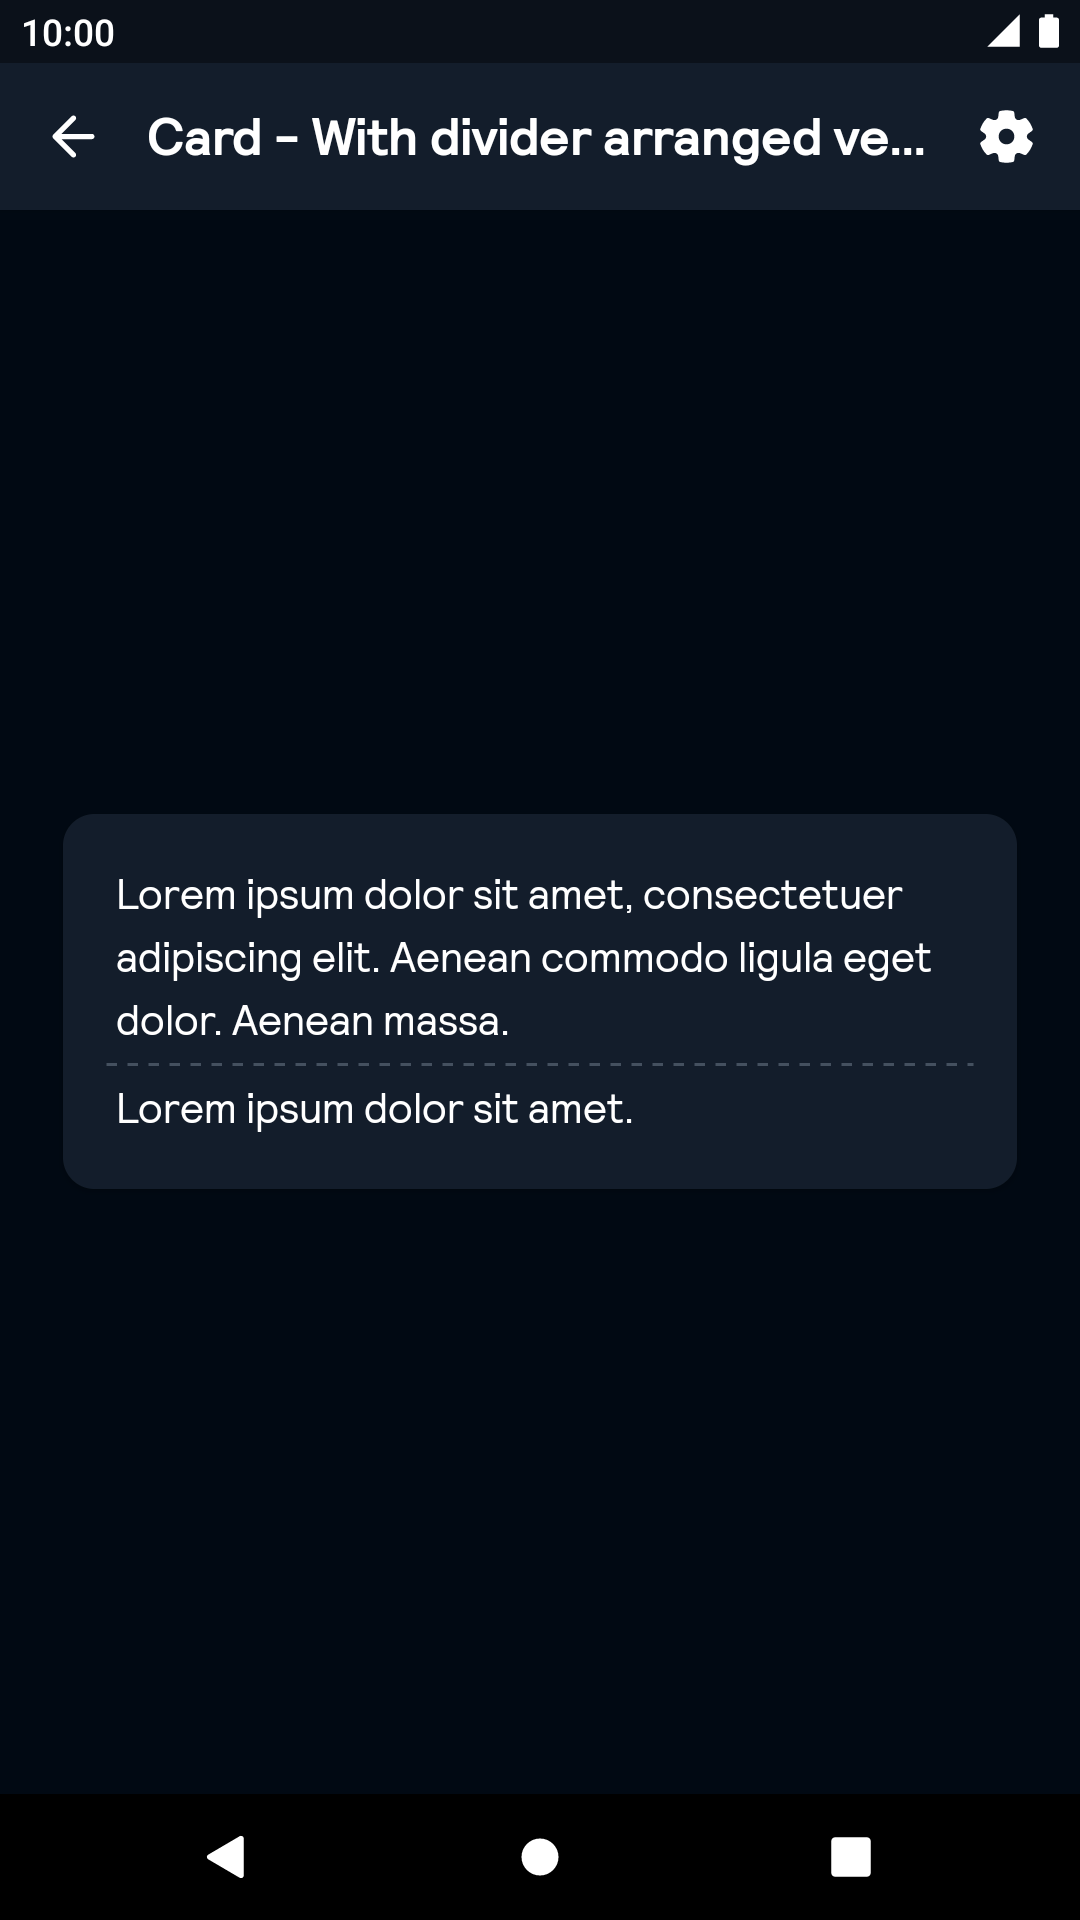 10:00
Card - With divider arranged ve...
Lorem ipsum dolor sit amet, consectetuer
adipiscing elit. Aenean commodo ligula eget
dolor. Aenean massa.
Lorem ipsum dolor sit amet.